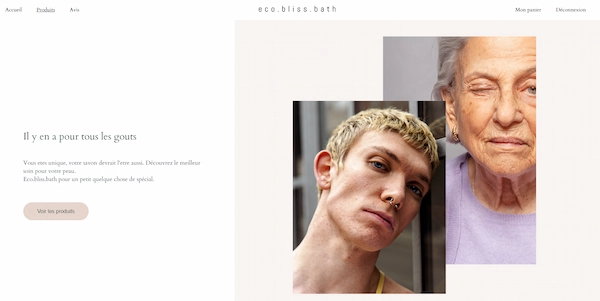 Accueil Produits Avis eco.bliss.bath Mon panier Déconnexion
Il y en a pour tous les gouts
Vous etes unique, votre savon devrait l'être aussi. Découvrez le meilleur
soin pour votre peau.
Eco.bliss.bath pour un petit quelque chose de spécial.
Voir les produits